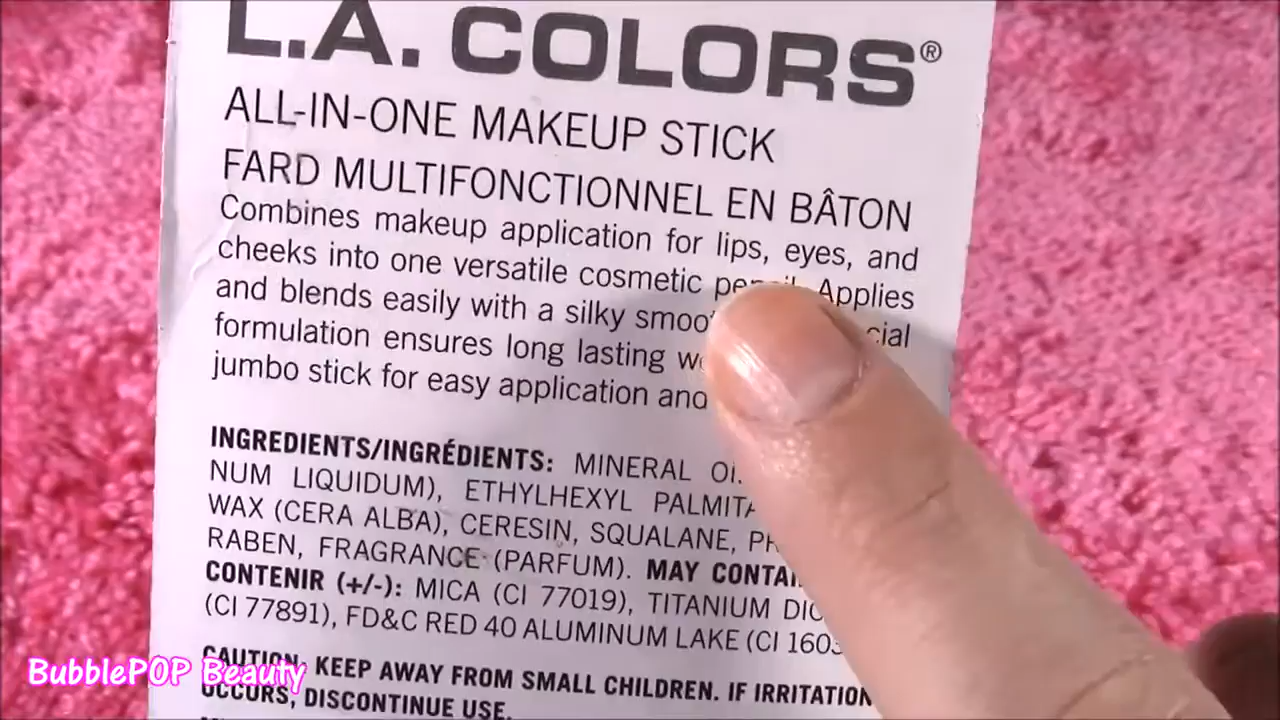 L.A. COLORS®
ALL-IN-ONE MAKEUP STICK
FARD MULTIFONCTIONNEL EN BÂTON
Combines makeup application for lips, eyes, and
cheeks into one versatile cosmetic pencil. Applies
and blends easily with a silky
formulation ensures long lasting
jumbo stick for easy application and
INGREDIENTS/INGRÉDIENTS: MINERAL
NUM LIQUIDUM), ETHYLHEXYL
WAX (CERA ALBA), CERESIN, SQUALANE,
RABEN, FRAGRANCE (PARFUM). MAY
CONTENIR (+/-): MICA (CI 77019), TITANIUM
(CI 77891), FD&C RED 40 ALUMINUM LAKE (CI
CAUTION: KEEP AWAY FROM SMALL CHILDREN. IF IRRITATION
OCCURS, DISCONTINUE USE.
BubblePOP Beauty